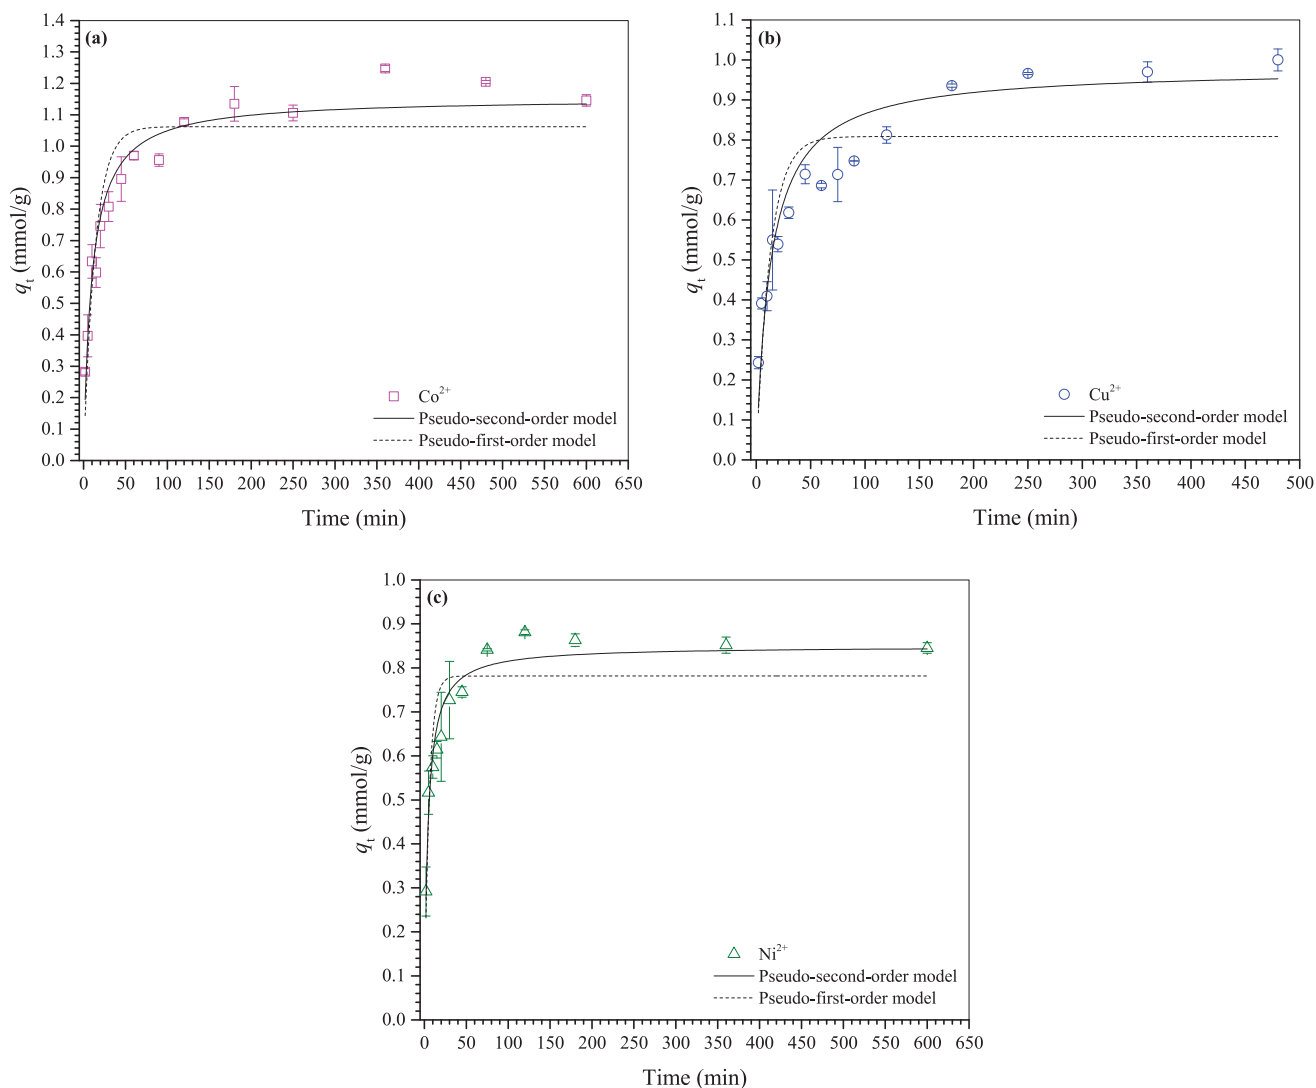 (a)
1.4
1.3
1.2
1.1
1.0
0.9
0.8
0.7
0.6
0.5
0.4
0.3
0.2
0.1
0.0
qt (mmol/g)
Co2+
Pseudo-second-order model
Pseudo-first-order model
0 50 100 150 200 250 300 350 400 450 500 550 600 650
Time (min)
(b)
1.1
1.0
0.9
0.8
0.7
0.6
0.5
0.4
0.3
0.2
0.1
0.0
qt (mmol/g)
Cu2+
Pseudo-second-order model
Pseudo-first-order model
0 50 100 150 200 250 300 350 400 450 500
Time (min)
(c)
1.0
0.9
0.8
0.7
0.6
0.5
0.4
0.3
0.2
0.1
0.0
qt (mmol/g)
Ni2+
Pseudo-second-order model
Pseudo-first-order model
0 50 100 150 200 250 300 350 400 450 500 550 600 650
Time (min)